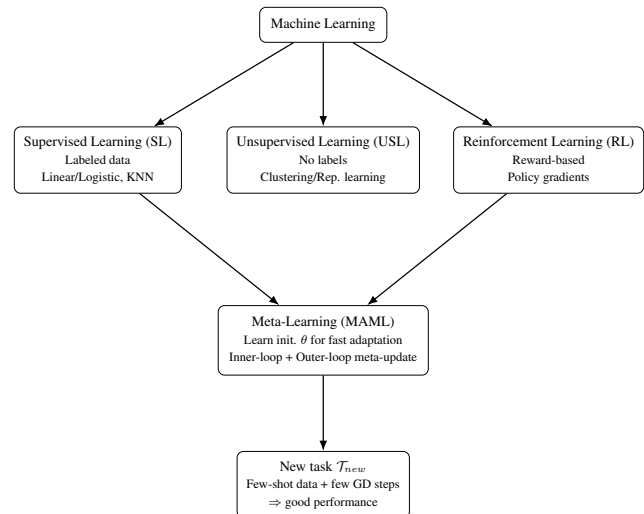 Machine Learning
Supervised Learning (SL)
Labeled data
Linear/Logistic, KNN
Unsupervised Learning (USL)
No labels
Clustering/Rep. learning
Reinforcement Learning (RL)
Reward-based
Policy gradients
Meta-Learning (MAML)
Learn init. θ for fast adaptation
Inner-loop + Outer-loop meta-update
New task 𝒯new
Few-shot data + few GD steps
⇒ good performance